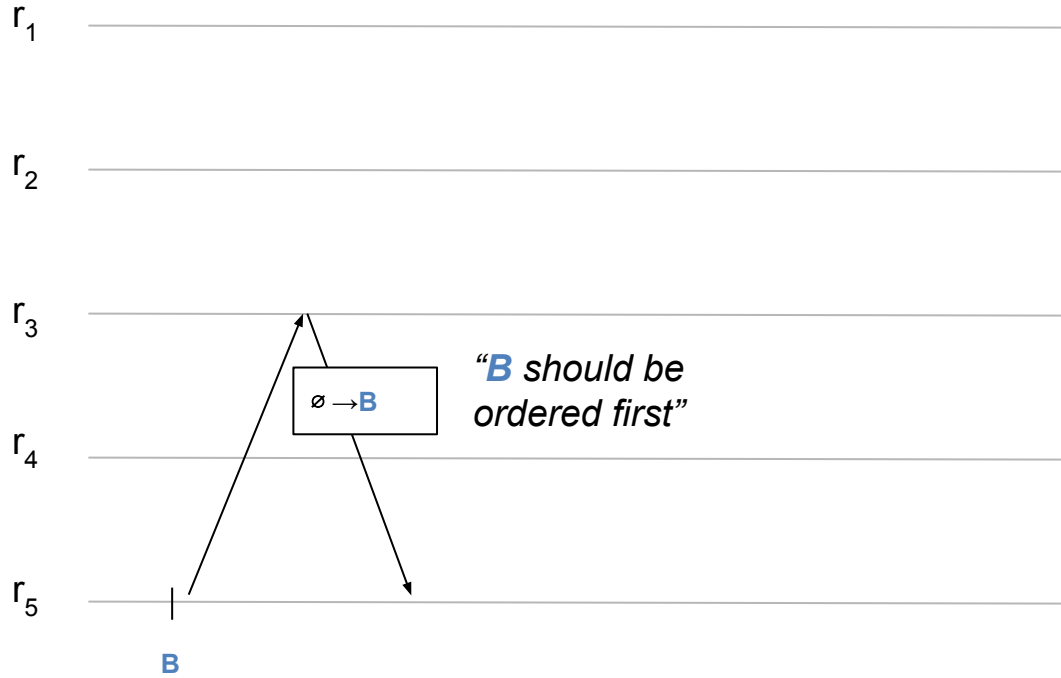 r1
r2
r3
“B should be
ordered first”
∅ →B
r4
r5
B